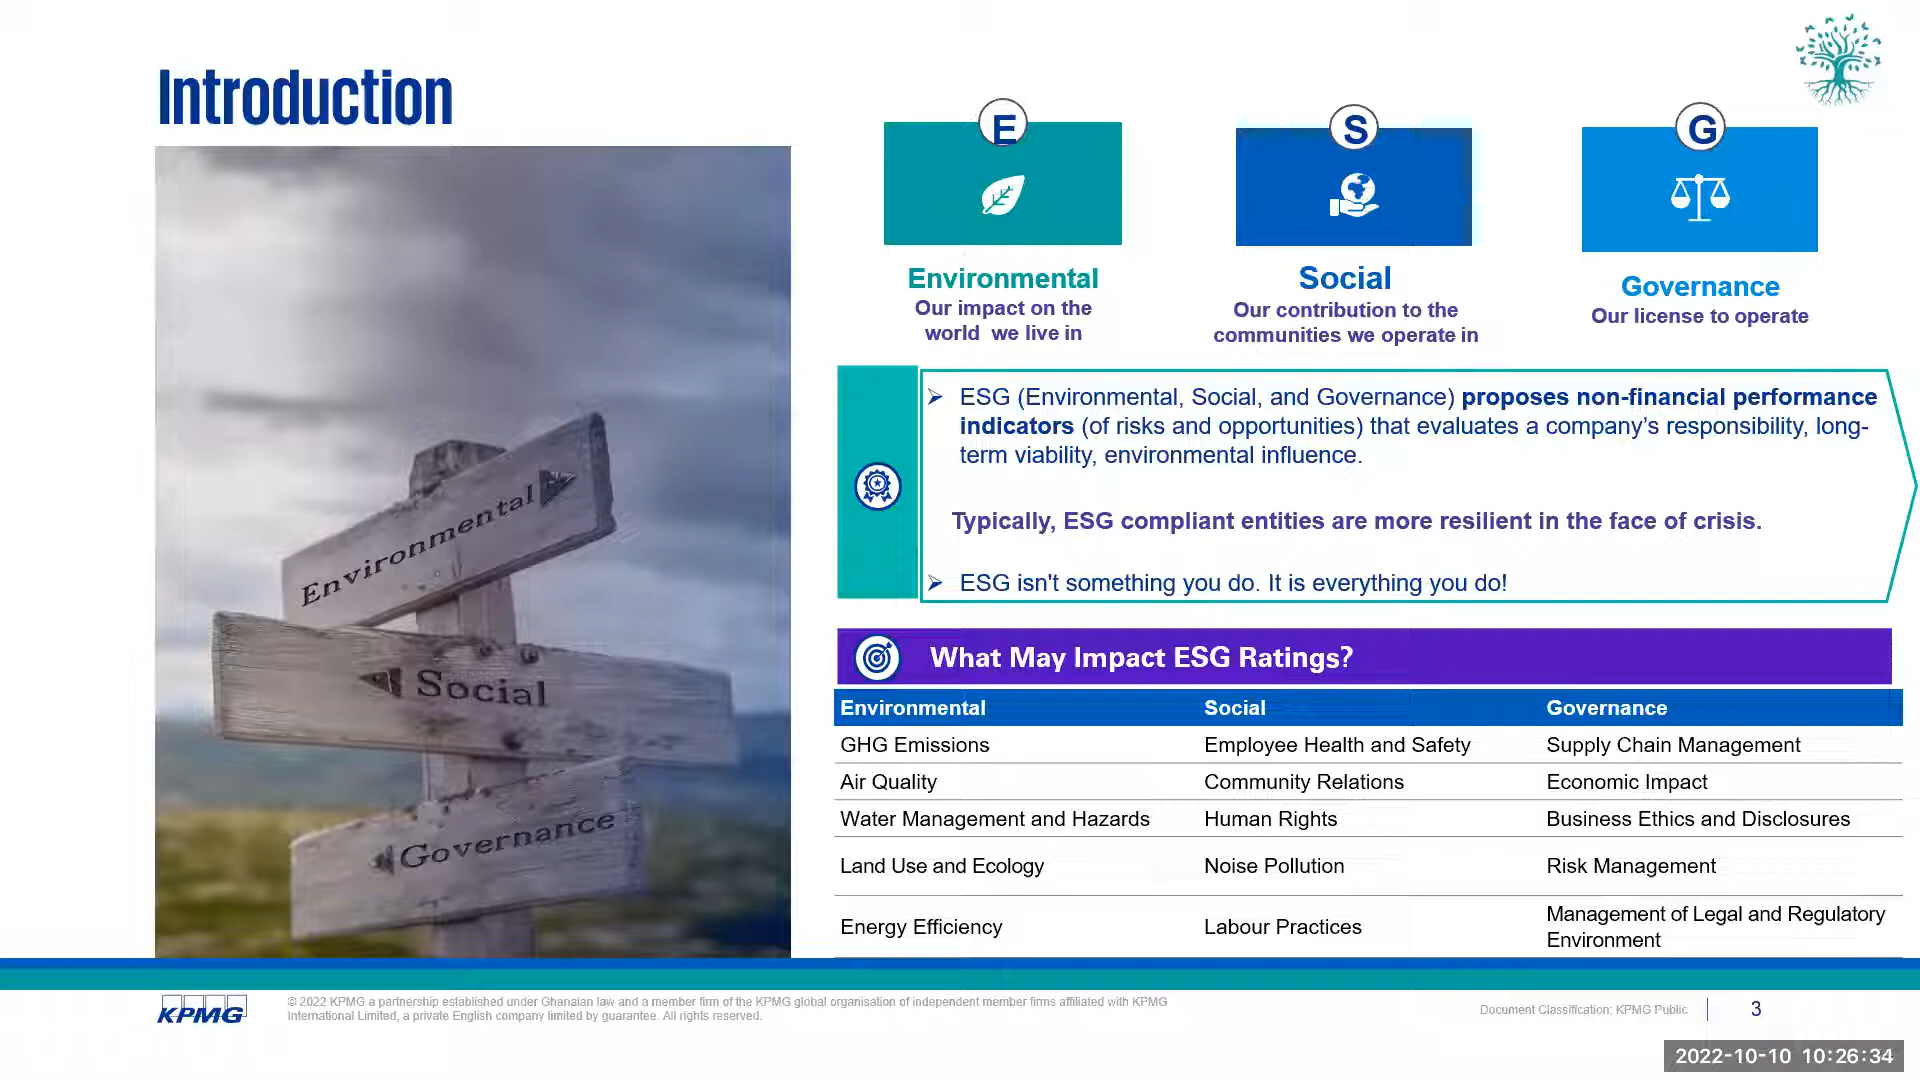 Introduction
E
S
G
Environmental
Our impact on the
world we live in
Social
Our contribution to the
communities we operate in
Governance
Our license to operate
Environmental
Social
Governance
➢ ESG (Environmental, Social, and Governance) proposes non-financial performance
indicators (of risks and opportunities) that evaluates a company's responsibility, long-
term viability, environmental influence.
Typically, ESG compliant entities are more resilient in the face of crisis.
➢ ESG isn't something you do. It is everything you do!
What May Impact ESG Ratings?
Environmental Social Governance
GHG Emissions Employee Health and Safety Supply Chain Management
Air Quality Community Relations Economic Impact
Water Management and Hazards Human Rights Business Ethics and Disclosures
Land Use and Ecology Noise Pollution Risk Management
Energy Efficiency Labour Practices Management of Legal and Regulatory
Environment
KPMG
© 2022 KPMG a partnership established under Ghanaian law and a member firm of the KPMG global organisation of independent member firms affiliated with KPMG
International Limited, a private English company limited by guarantee. All rights reserved.
Document Classification: KPMG Public
3
2022-10-10 10:26:34